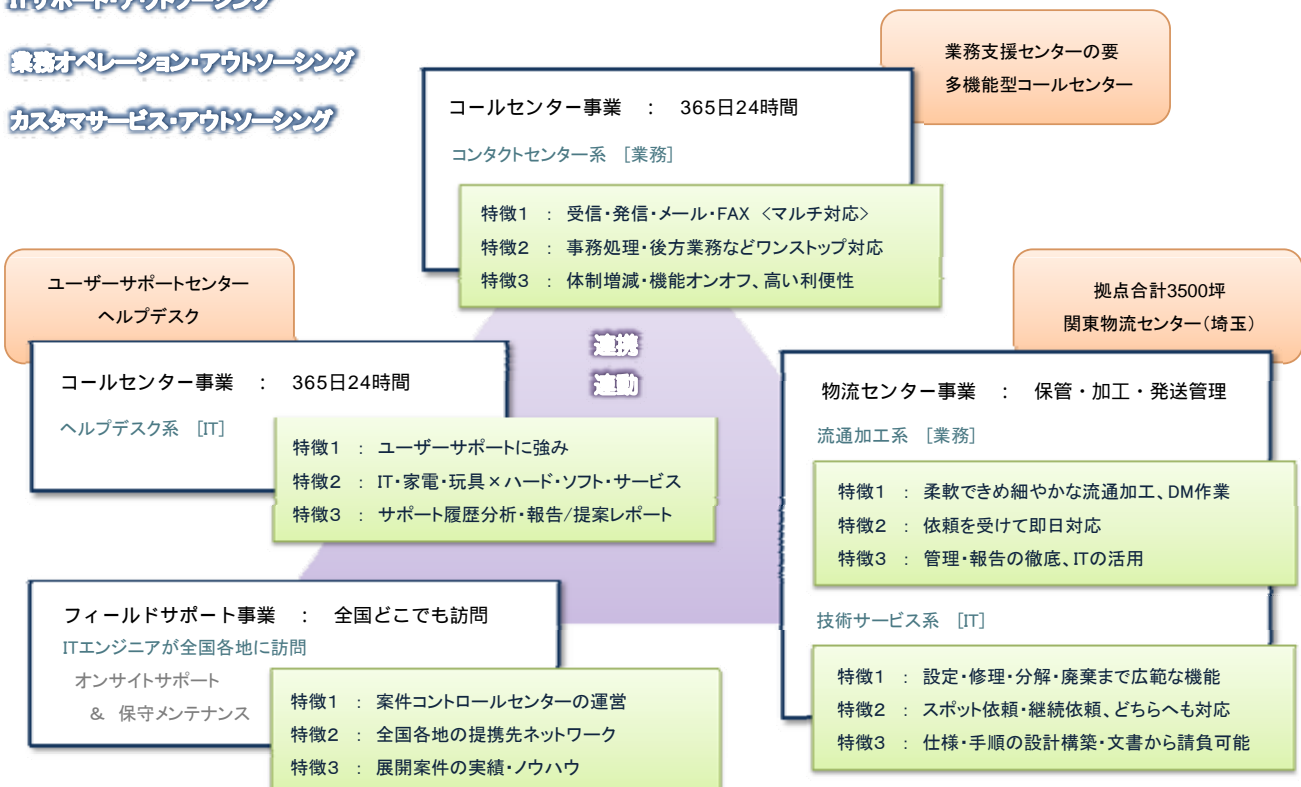 ITサポート・アウトソーシング
業務オペレーション・アウトソーシング
カスタマサービス・アウトソーシング
業務支援センターの要
多機能型コールセンター
コールセンター事業 ： 365日24時間
コンタクトセンター系 ［業務］
特徴1 ： 受信・発信・メール・FAX 〈マルチ対応〉
特徴2 ： 事務処理・後方業務などワンストップ対応
特徴3 ： 体制増減・機能オンオフ、高い利便性
ユーザーサポートセンター
ヘルプデスク
コールセンター事業 ： 365日24時間
ヘルプデスク系 ［IT］
特徴1 ： ユーザーサポートに強み
特徴2 ： IT・家電・玩具×ハード・ソフト・サービス
特徴3 ： サポート履歴分析・報告/提案レポート
連携
連動
拠点合計3500坪
関東物流センター（埼玉）
物流センター事業 ： 保管・加工・発送管理
流通加工系 ［業務］
特徴1 ： 柔軟できめ細やかな流通加工、DM作業
特徴2 ： 依頼を受けて即日対応
特徴3 ： 管理・報告の徹底、ITの活用
技術サービス系 ［IT］
特徴1 ： 設定・修理・分解・廃棄まで広範な機能
特徴2 ： スポット依頼・継続依頼、どちらへも対応
特徴3 ： 仕様・手順の設計構築・文書から請負可能
フィールドサポート事業 ： 全国どこでも訪問
ITエンジニアが全国各地に訪問
オンサイトサポート
& 保守メンテナンス
特徴1 ： 案件コントロールセンターの運営
特徴2 ： 全国各地の提携先ネットワーク
特徴3 ： 展開案件の実績・ノウハウ